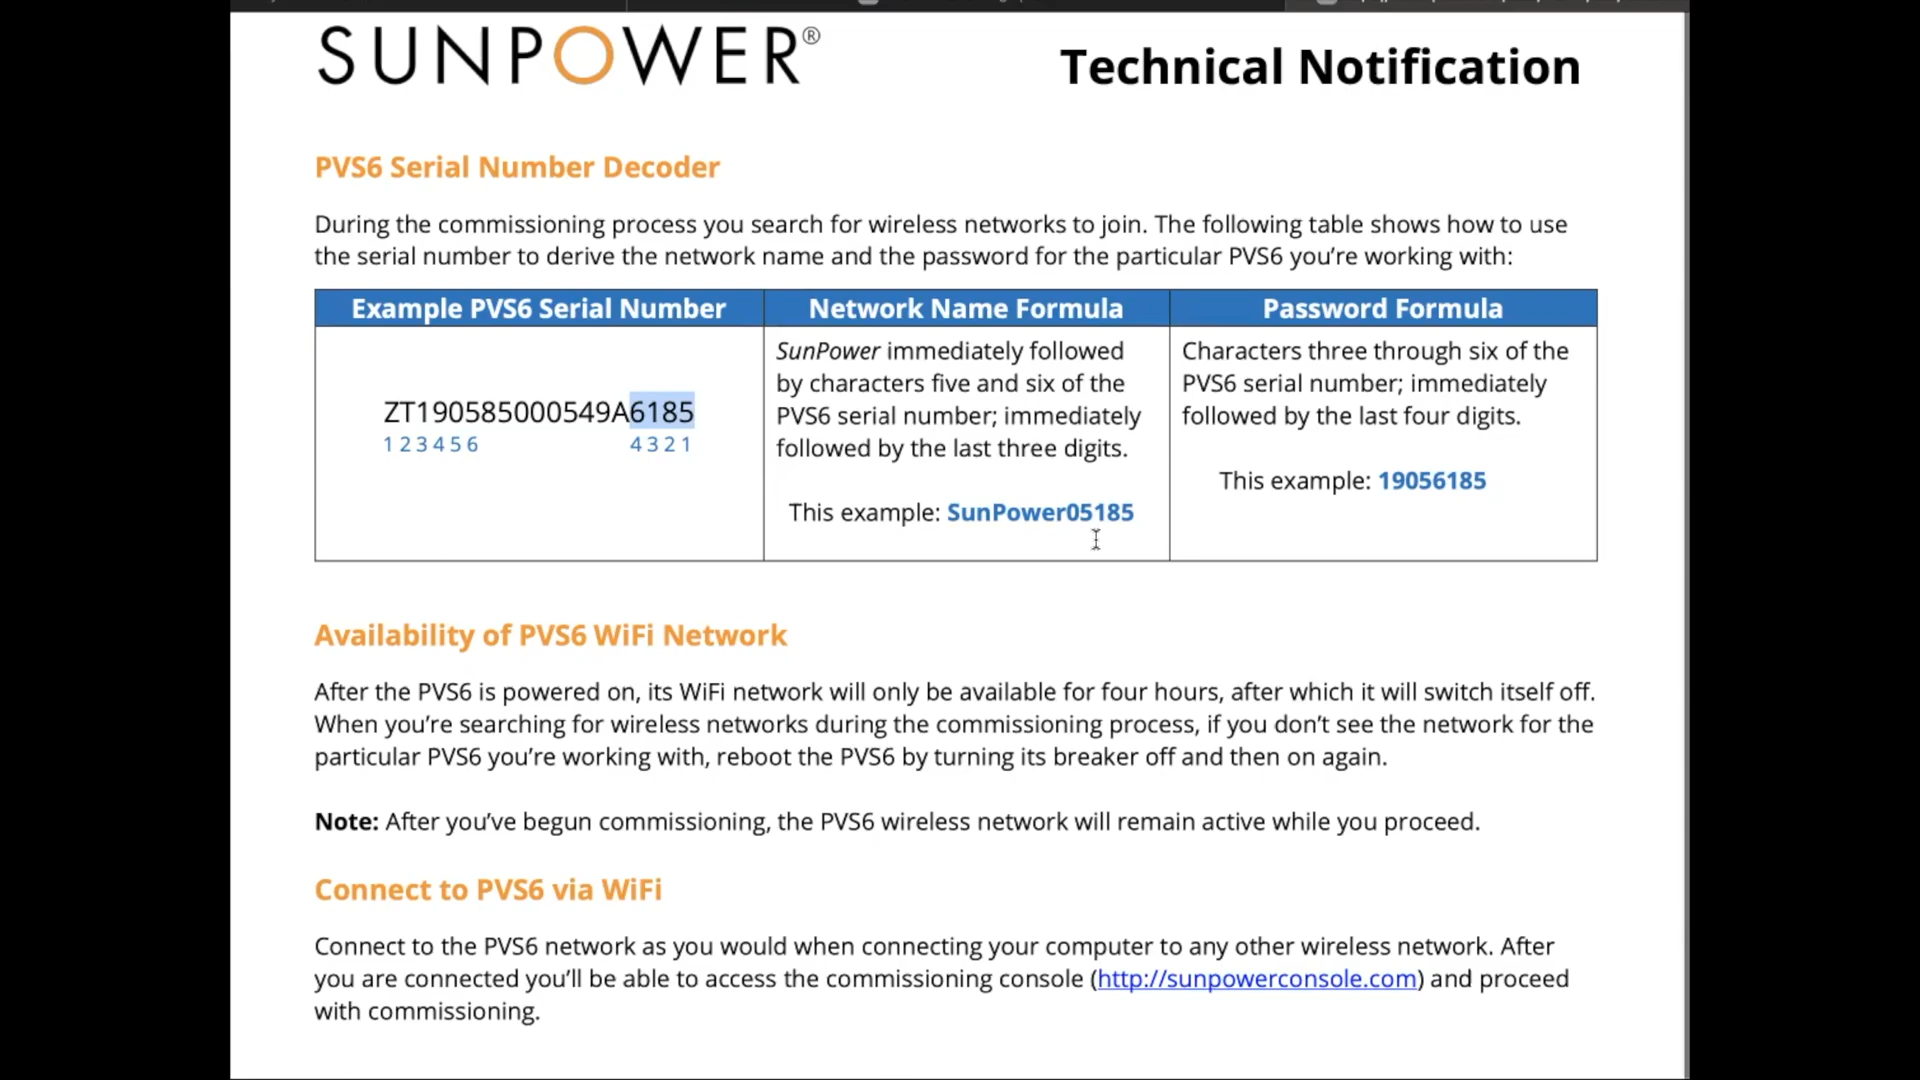 SUNPOWER®
Technical Notification
PVS6 Serial Number Decoder
During the commissioning process you search for wireless networks to join. The following table shows how to use
the serial number to derive the network name and the password for the particular PVS6 you’re working with:
Example PVS6 Serial Number
Network Name Formula
Password Formula
ZT190585000549A6185
1 2 3 4 5 6
4 3 2 1
SunPower immediately followed
by characters five and six of the
PVS6 serial number; immediately
followed by the last three digits.
This example: SunPower05185
Characters three through six of the
PVS6 serial number; immediately
followed by the last four digits.
This example: 19056185
Availability of PVS6 WiFi Network
After the PVS6 is powered on, its WiFi network will only be available for four hours, after which it will switch itself off.
When you’re searching for wireless networks during the commissioning process, if you don’t see the network for the
particular PVS6 you’re working with, reboot the PVS6 by turning its breaker off and then on again.
Note: After you’ve begun commissioning, the PVS6 wireless network will remain active while you proceed.
Connect to PVS6 via WiFi
Connect to the PVS6 network as you would when connecting your computer to any other wireless network. After
you are connected you’ll be able to access the commissioning console (http://sunpowerconsole.com) and proceed
with commissioning.